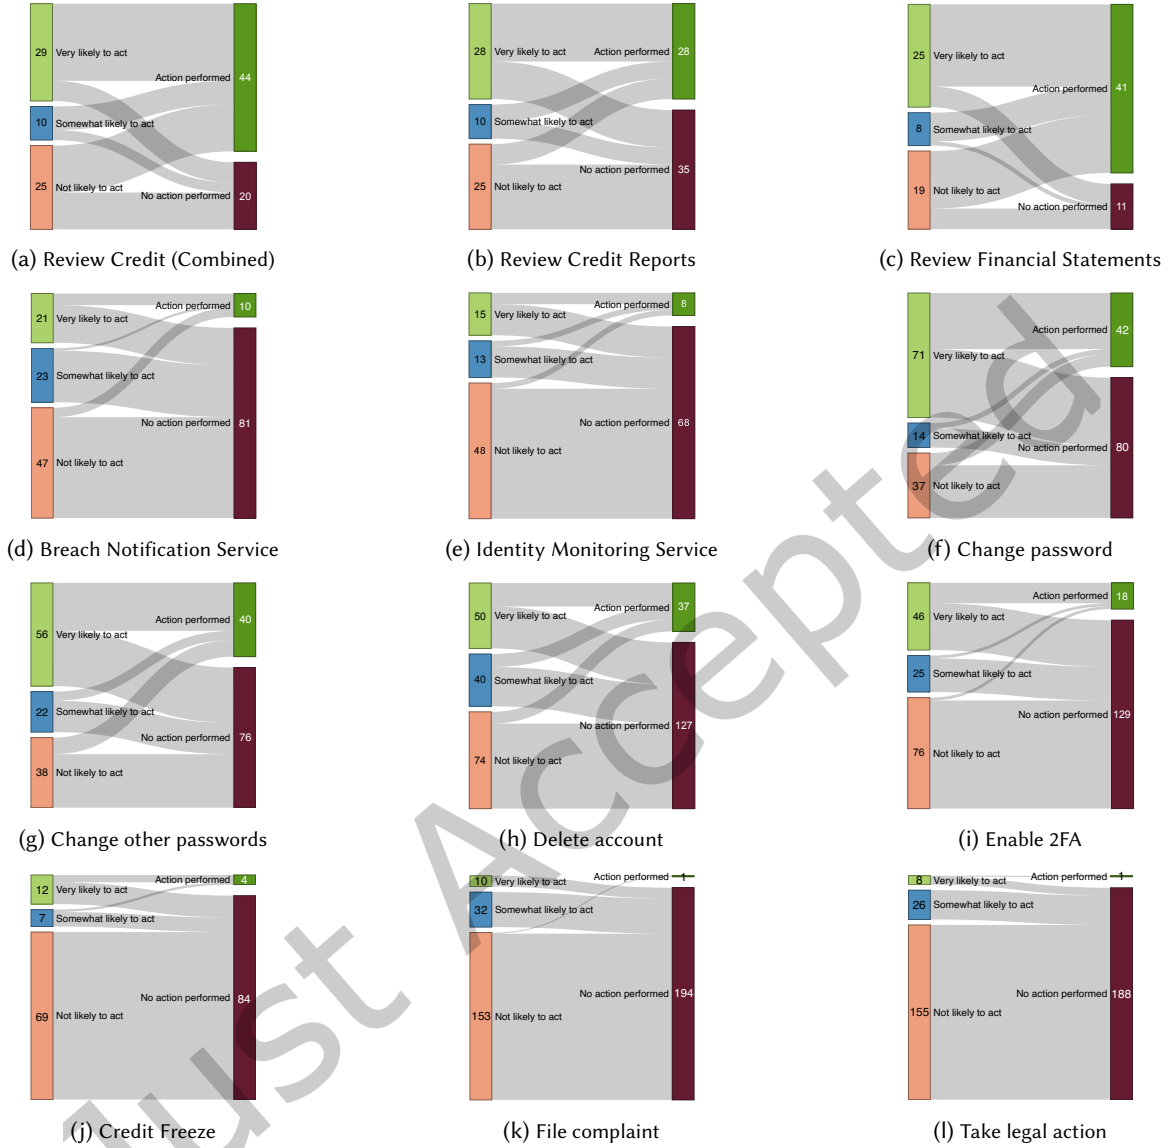 29
Very likely to act
Action performed
44
10
Somewhat likely to act
25
Not likely to act
No action performed
20
(a) Review Credit (Combined)
28
Very likely to act
Action performed
28
10
Somewhat likely to act
25
Not likely to act
No action performed
35
(b) Review Credit Reports
25
Very likely to act
Action performed
41
8
Somewhat likely to act
19
Not likely to act
No action performed
11
(c) Review Financial Statements
21
Very likely to act
Action performed
10
23
Somewhat likely to act
No action performed
81
47
Not likely to act
(d) Breach Notification Service
15
Very likely to act
Action performed
8
13
Somewhat likely to act
No action performed
68
48
Not likely to act
(e) Identity Monitoring Service
71
Very likely to act
Action performed
42
14
Somewhat likely to act
No action performed
80
37
Not likely to act
(f) Change password
56
Very likely to act
Action performed
40
22
Somewhat likely to act
No action performed
76
38
Not likely to act
(g) Change other passwords
50
Very likely to act
Action performed
37
40
Somewhat likely to act
No action performed
127
74
Not likely to act
(h) Delete account
46
Very likely to act
Action performed
18
25
Somewhat likely to act
No action performed
129
76
Not likely to act
(i) Enable 2FA
12
Very likely to act
Action performed
4
7
Somewhat likely to act
No action performed
84
69
Not likely to act
(j) Credit Freeze
10
Very likely to act
Action performed
1
32
Somewhat likely to act
No action performed
194
153
Not likely to act
(k) File complaint
8
Very likely to act
Action performed
1
26
Somewhat likely to act
No action performed
188
155
Not likely to act
(l) Take legal action
Just Accepted